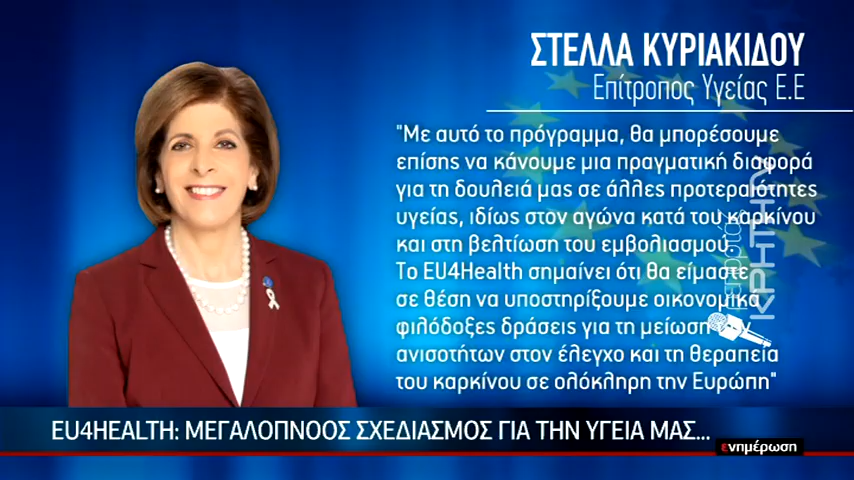 ΣΤΕΛΛΑ ΚΥΡΙΑΚΙΔΟΥ
Επίτροπος Υγείας Ε.Ε
"Με αυτό το πρόγραμμα, θα μπορέσουμε
επίσης να κάνουμε μια πραγματική διαφορά
για τη δουλειά μας σε άλλες προτεραιότητες
υγείας, ιδίως στον αγώνα κατά του καρκίνου
και στη βελτίωση του εμβολιασμού.
Το EU4Health σημαίνει ότι θα είμαστε
σε θέση να υποστηρίξουμε οικονομικά
φιλόδοξες δράσεις για τη μείωση
ανισοτήτων στον έλεγχο και τη θεραπεία
του καρκίνου σε ολόκληρη την Ευρώπη"
ΚΡΗΤΗΝ
EU4HEALTH: ΜΕΓΑΛΟΠΝΟΟΣ ΣΧΕΔΙΑΣΜΟΣ ΓΙΑ ΤΗΝ ΥΓΕΙΑ ΜΑΣ...
ενημέρωση